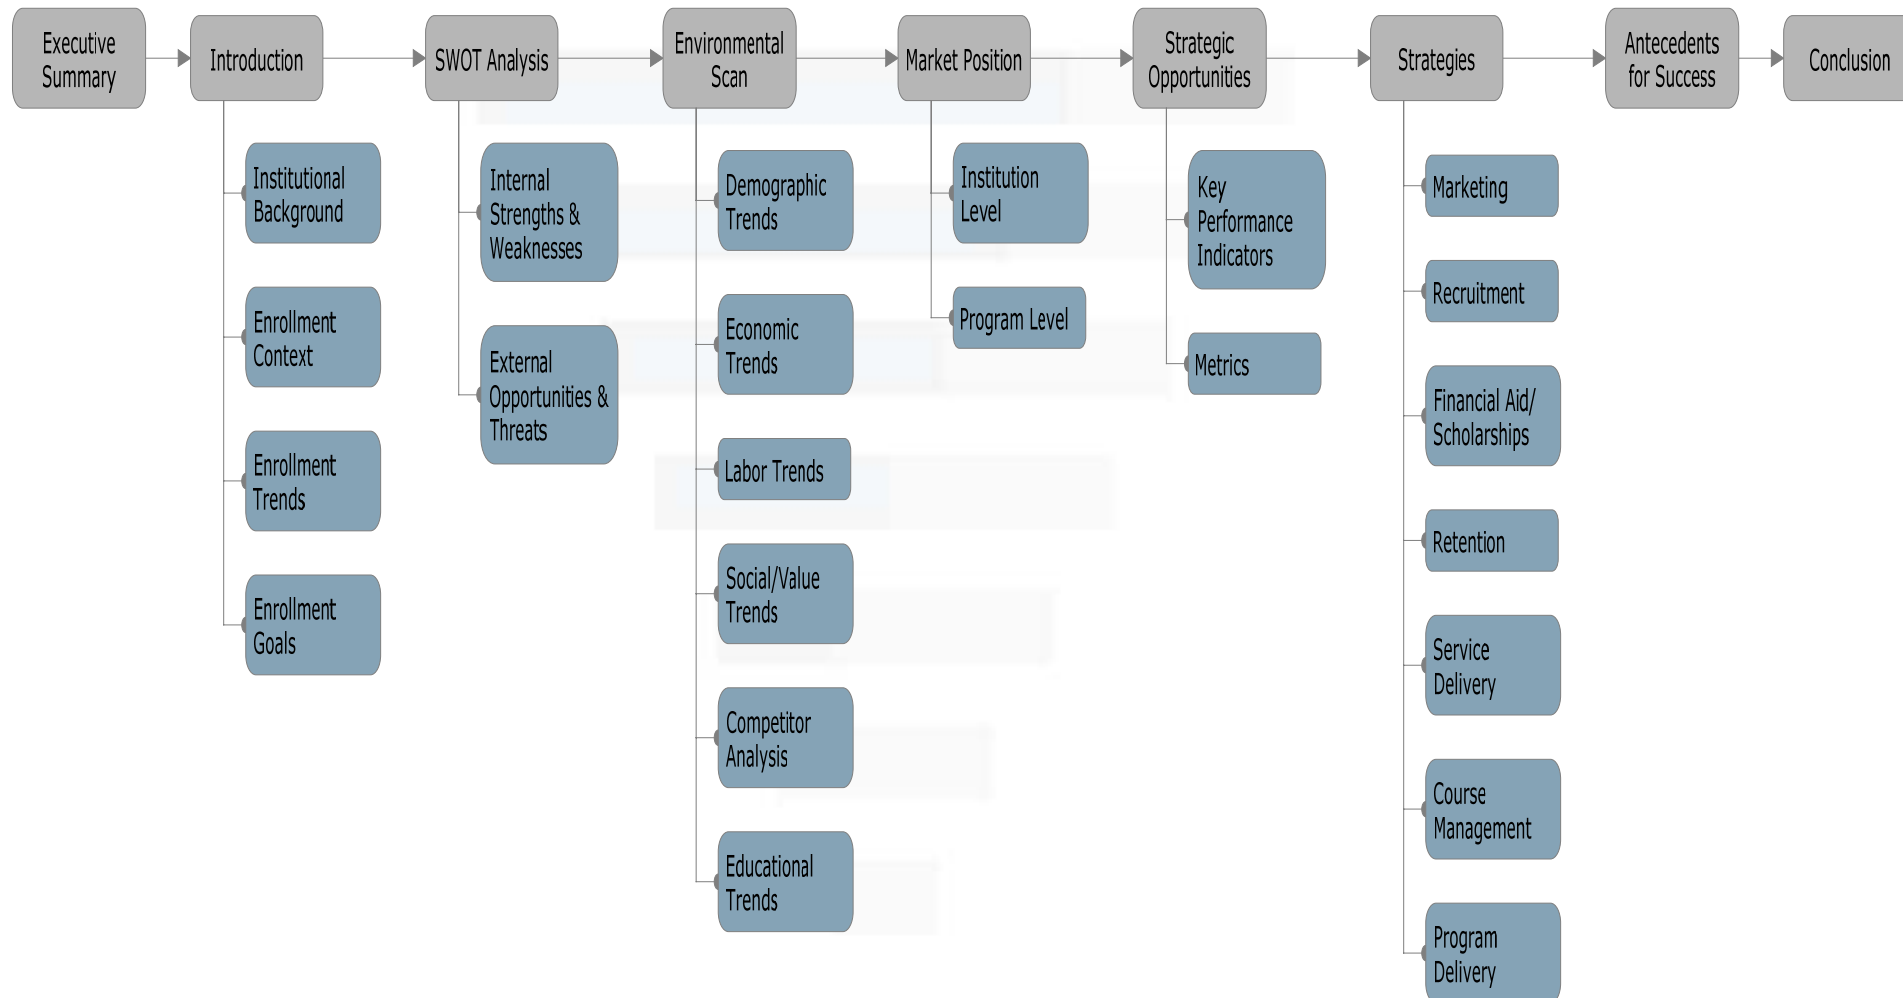 Executive
Summary
Introduction
SWOT Analysis
Environmental
Scan
Market Position
Strategic
Opportunities
Strategies
Antecedents
for Success
Conclusion
Institutional
Background
Enrollment
Context
Enrollment
Trends
Enrollment
Goals
Internal
Strengths &
Weaknesses
External
Opportunities &
Threats
Demographic
Trends
Economic
Trends
Labor Trends
Social/Value
Trends
Competitor
Analysis
Educational
Trends
Institution
Level
Program Level
Key
Performance
Indicators
Metrics
Marketing
Recruitment
Financial Aid/
Scholarships
Retention
Service
Delivery
Course
Management
Program
Delivery